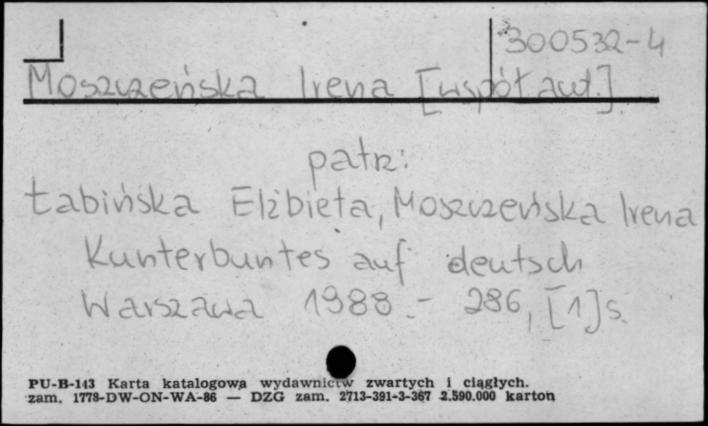 300532-4
Moszczeńska Irena [współaut.]
patrz:
Łabińska Elżbieta, Moszczeńska Irena
Kunterbuntes auf deutsch
Warszawa 1988.- 286, [1]s.
PU-B-143 Karta katalogowa wydawnictw zwartych i ciągłych.
zam. 1778-DW-ON-WA-86 — DZG zam. 2713-391-3-367 2.590.000 karton